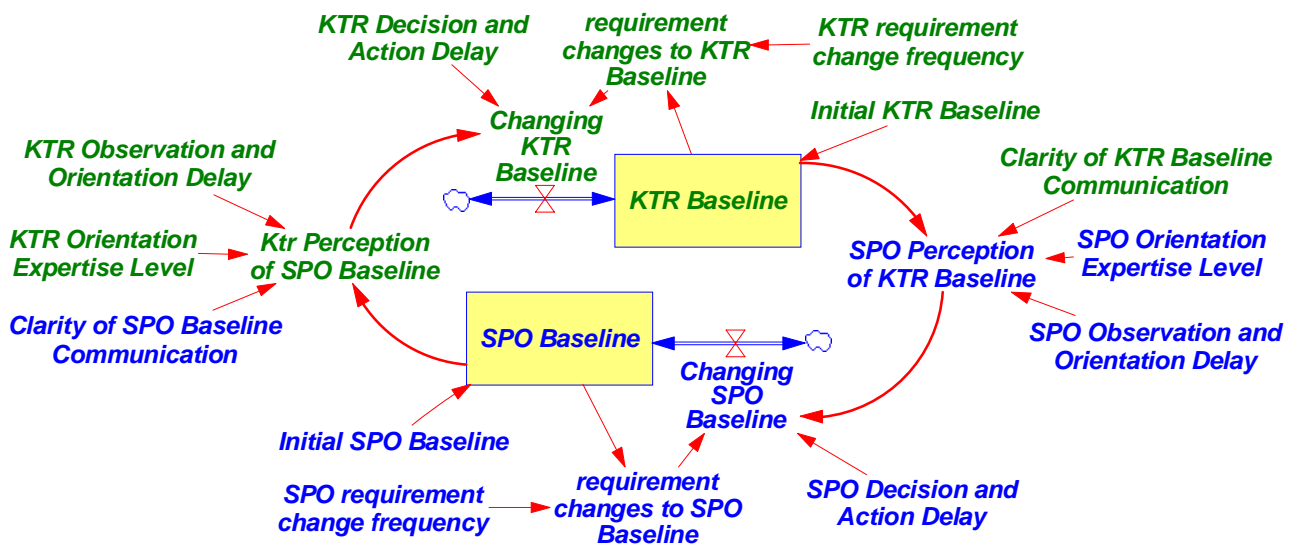 KTR Decision and
Action Delay
requirement
changes to KTR
Baseline
KTR requirement
change frequency
Changing
KTR
Baseline
Initial KTR Baseline
KTR Observation and
Orientation Delay
Clarity of KTR Baseline
Communication
KTR Baseline
KTR Orientation
Expertise Level
Ktr Perception
of SPO Baseline
SPO Perception
of KTR Baseline
SPO Orientation
Expertise Level
Clarity of SPO Baseline
Communication
SPO Baseline
SPO Observation and
Orientation Delay
Changing
SPO
Baseline
Initial SPO Baseline
SPO requirement
change frequency
requirement
changes to SPO
Baseline
SPO Decision and
Action Delay